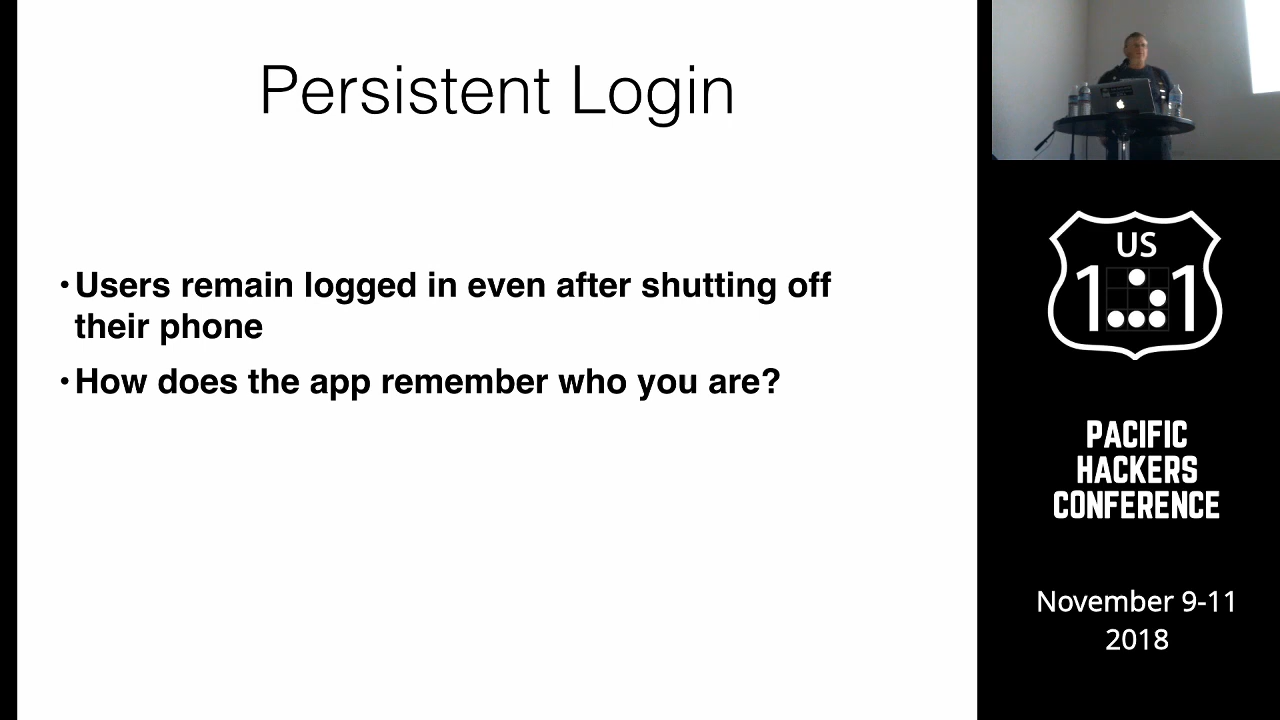 Persistent Login
•Users remain logged in even after shutting off
their phone
•How does the app remember who you are?
US
1 1
PACIFIC
HACKERS
CONFERENCE
November 9-11
2018